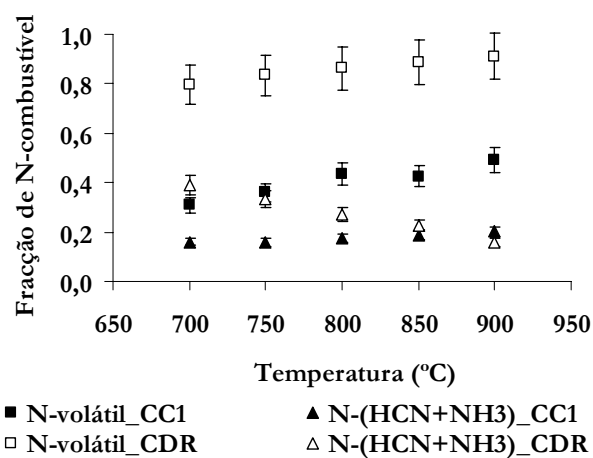 Fracção de N-combustível
1,0
0,8
0,6
0,4
0,2
0,0
650 700 750 800 850 900 950
Temperatura (ºC)
N-volátil_CC1 N-(HCN+NH3)_CC1
N-volátil_CDR N-(HCN+NH3)_CDR